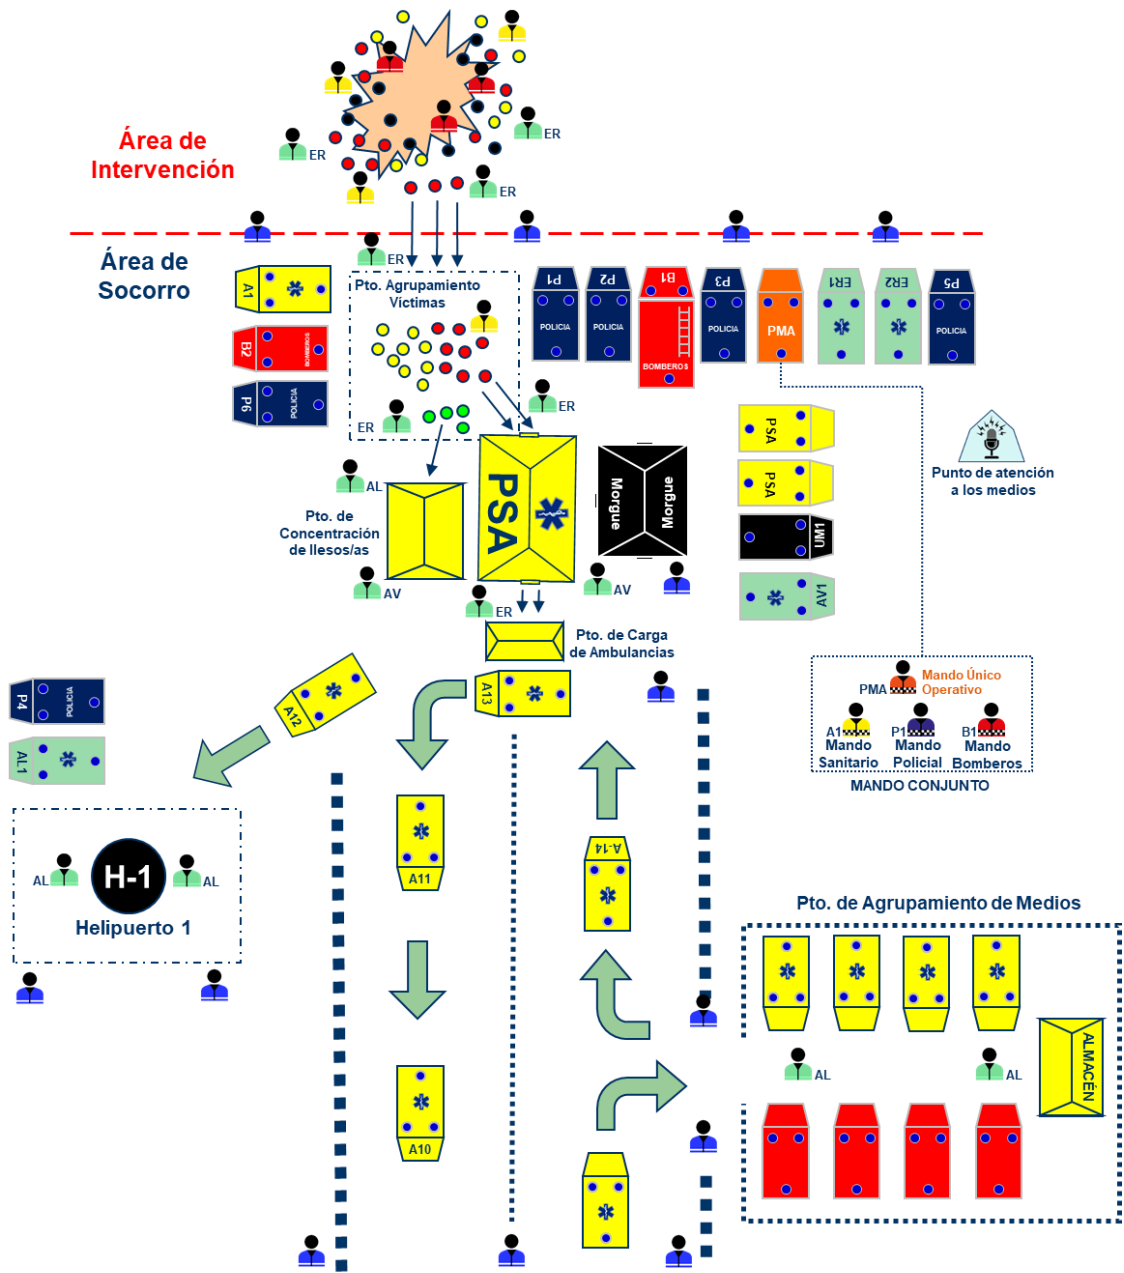 Área de
Intervención
ER
ER
ER
ER
Área de
Socorro
A1
B2
BOMBEROS
P6
POLICIA
Pto. Agrupamiento
Víctimas
ER
ER
P1
POLICIA
P2
POLICIA
B1
BOMBEROS
P3
POLICIA
PMA
ER1
ER2
P5
POLICIA
PSA
PSA
UM1
AV1
Punto de atención
a los medios
AL
Pto. de
Concentración
de Ilesos/as
AV
PSA
Morgue
Morgue
AV
ER
Pto. de Carga
de Ambulancias
PMA
Mando Único
Operativo
A1
Mando
Sanitario
P1
Mando
Policial
B1
Mando
Bomberos
MANDO CONJUNTO
P4
POLICIA
AL1
A12
A13
A11
A10
A-14
AL
H-1
AL
Helipuerto 1
Pto. de Agrupamiento de Medios
AL
AL
ALMACÉN